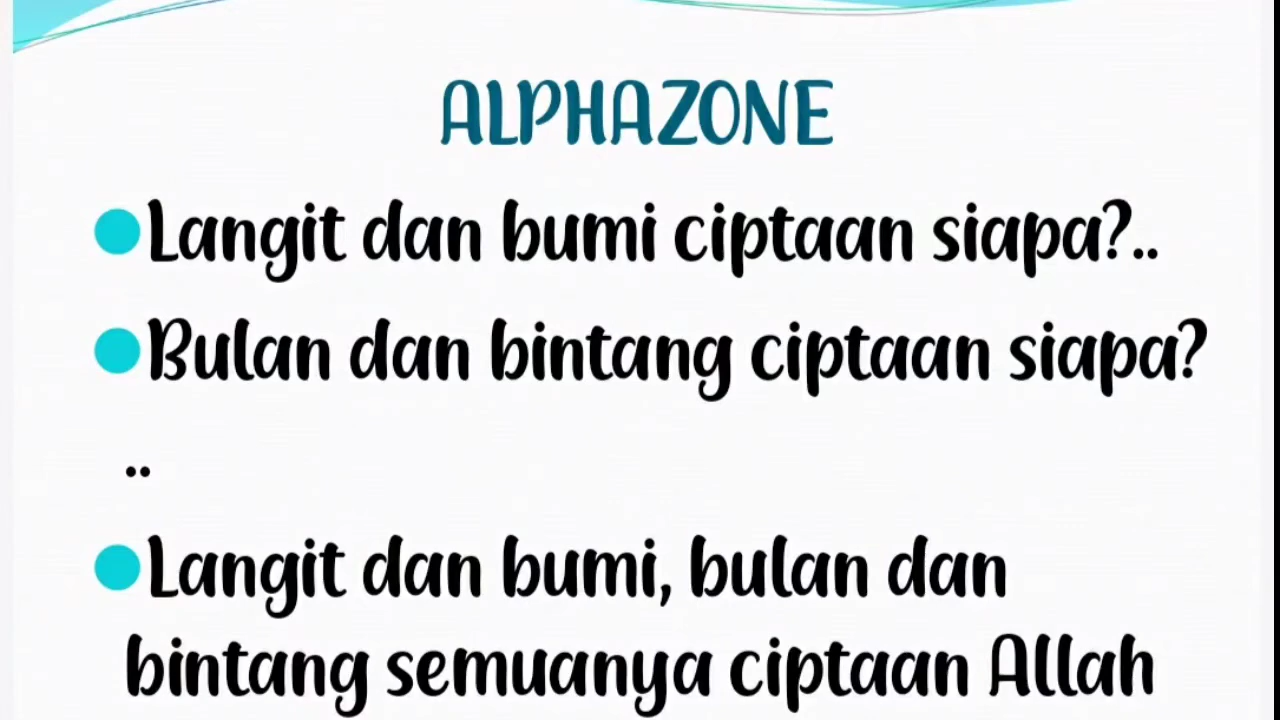 ALPHAZONE
Langit dan bumi ciptaan siapa?..
Bulan dan bintang ciptaan siapa?
..
Langit dan bumi, bulan dan
bintang semuanya ciptaan Allah